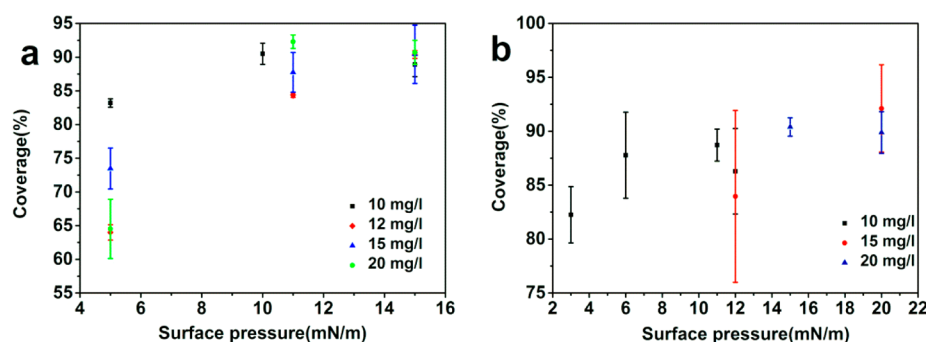 a
95
90
85
80
75
70
65
60
55
Coverage(%)
4 6 8 10 12 14 16
Surface pressure(mN/m)
10 mg/l
12 mg/l
15 mg/l
20 mg/l
b
100
95
90
85
80
75
Coverage(%)
2 4 6 8 10 12 14 16 18 20 22
Surface pressure(mN/m)
10 mg/l
15 mg/l
20 mg/l